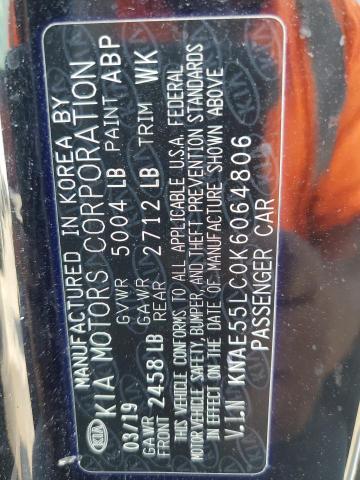 MANUFACTURED IN KOREA BY
KIA KIA MOTORS CORPORATION
03/19 GVWR 5004 LB PAINT ABP
GAWR FRONT 2458 LB GAWR REAR 2712 LB TRIM WK
THIS VEHICLE CONFORMS TO ALL APPLICABLE U.S.A. FEDERAL
MOTOR VEHICLE SAFETY, BUMPER AND THEFT PREVENTION STANDARDS
IN EFFECT ON THE DATE OF MANUFACTURE SHOWN ABOVE
V.I.N KNAE55LC0K6064806
PASSENGER CAR